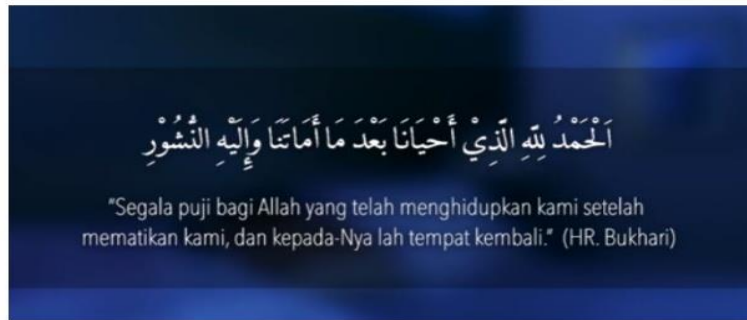 اَلْحَمْدُ لِلّٰهِ الَّذِيْ أَحْيَانَا بَعْدَ مَا أَمَاتَنَا وَإِلَيْهِ النُّشُوْرِ
"Segala puji bagi Allah yang telah menghidupkan kami setelah
mematikan kami, dan kepada-Nya lah tempat kembali." (HR. Bukhari)